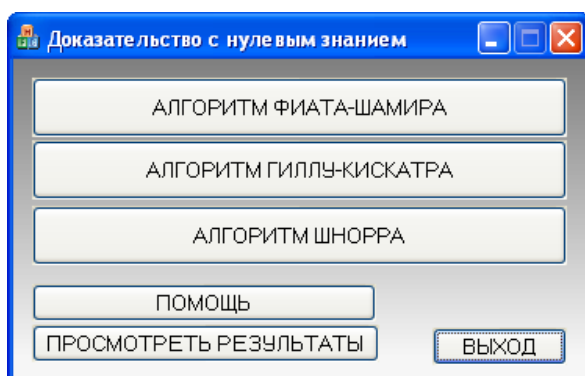 Доказательство с нулевым знанием
АЛГОРИТМ ФИАТА-ШАМИРА
АЛГОРИТМ ГИЛЛУ-КИСКАТРА
АЛГОРИТМ ШНОРРА
ПОМОЩЬ
ПРОСМОТРЕТЬ РЕЗУЛЬТАТЫ
ВЫХОД